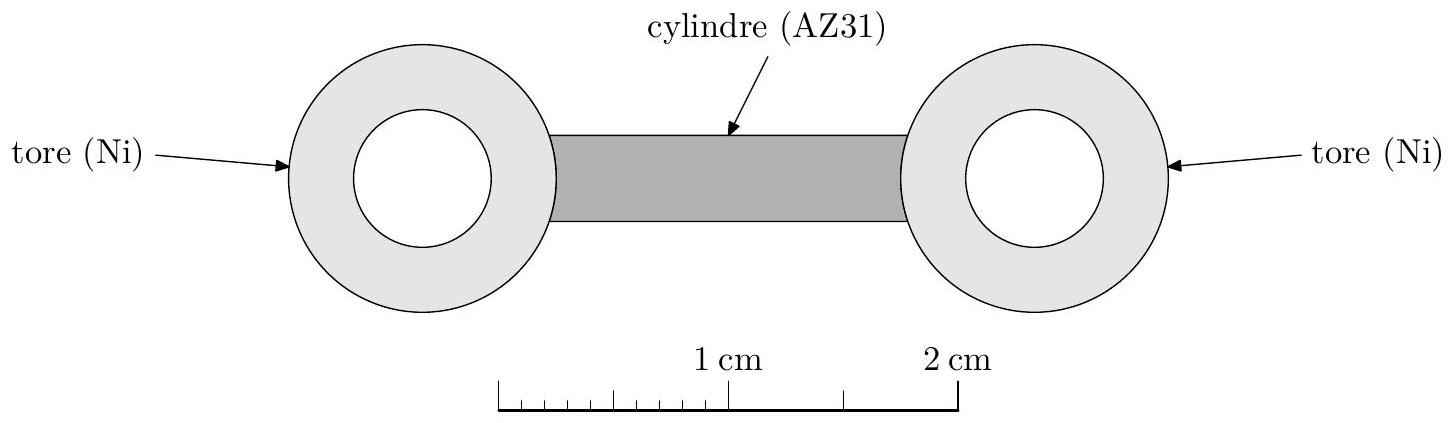 cylindre (AZ31)
tore (Ni)
tore (Ni)
1 cm
2 cm